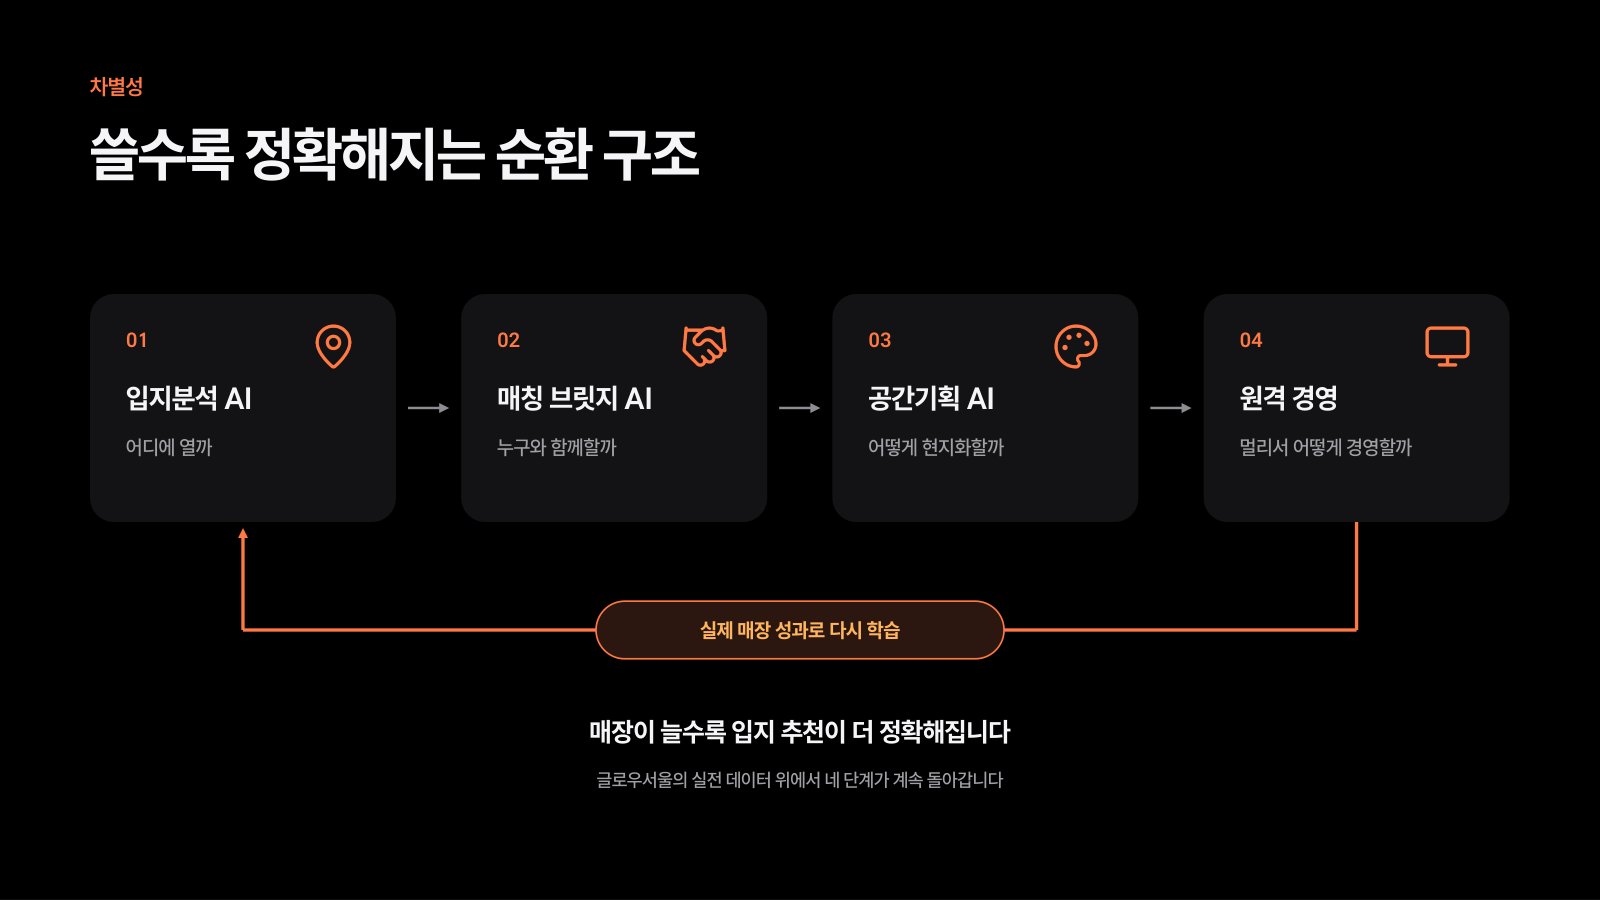 차별성
쓸수록 정확해지는 순환 구조
01
입지분석 AI
어디에 열까
02
매칭 브릿지 AI
누구와 함께할까
03
공간기획 AI
어떻게 현지화할까
04
원격 경영
멀리서 어떻게 경영할까
실제 매장 성과로 다시 학습
매장이 늘수록 입지 추천이 더 정확해집니다
글로우서울의 실전 데이터 위에서 네 단계가 계속 돌아갑니다